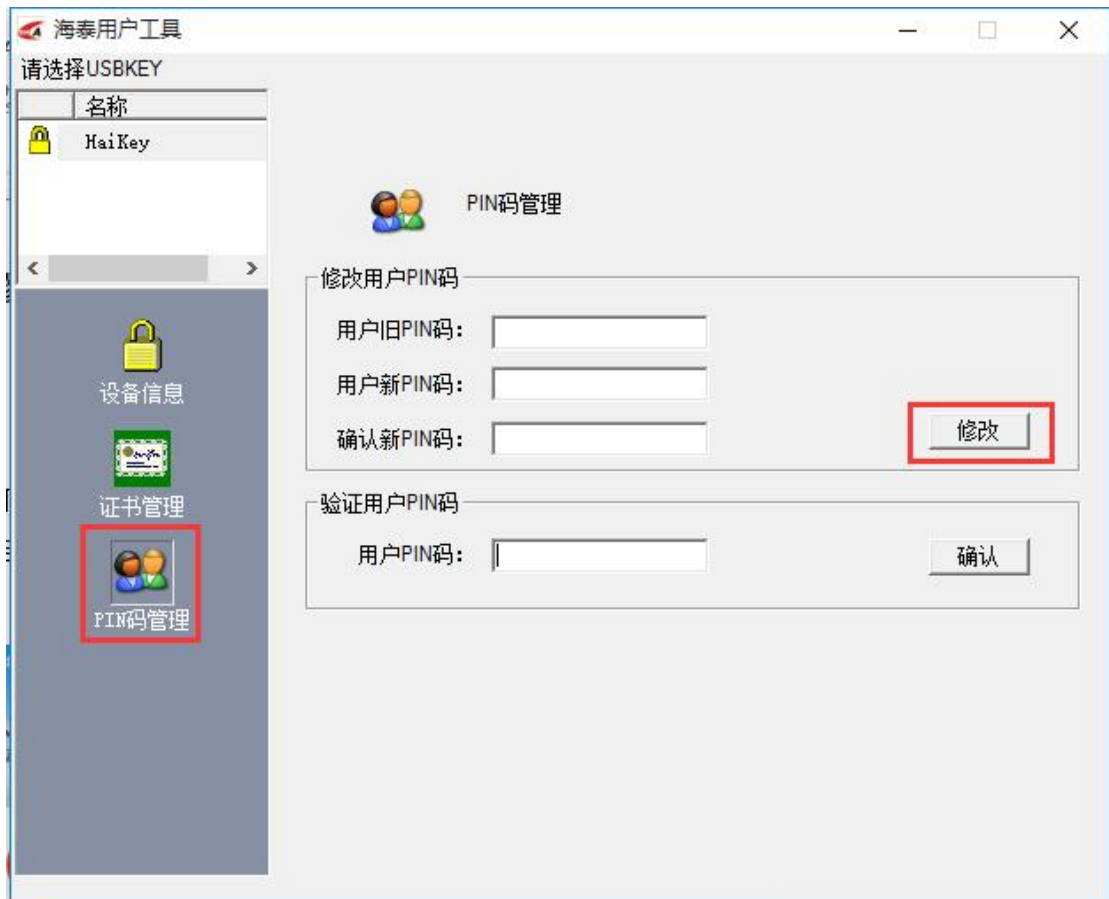 海泰用户工具
请选择USBKEY
名称
HaiKey
设备信息
证书管理
PIN码管理
PIN码管理
修改用户PIN码
用户旧PIN码：
用户新PIN码：
确认新PIN码：
修改
验证用户PIN码
用户PIN码：
确认